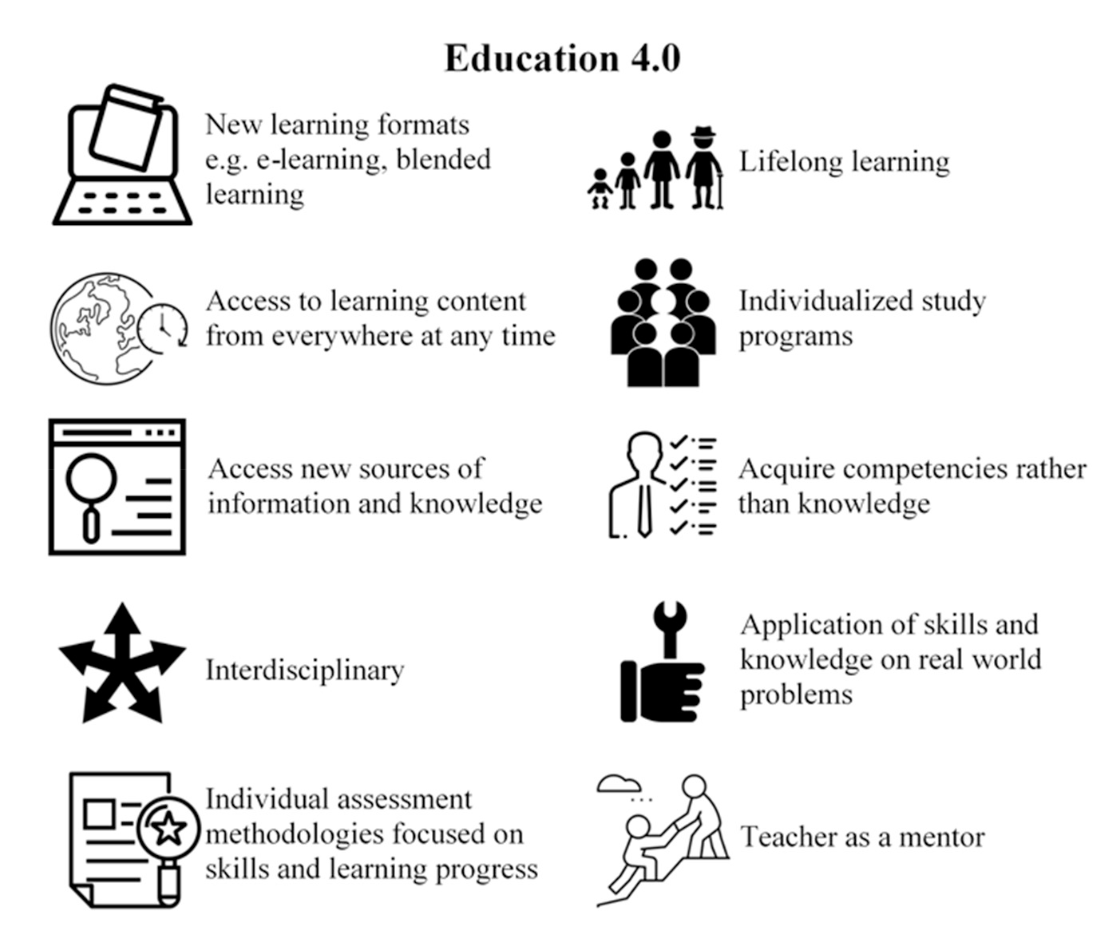 Education 4.0
New learning formats
e.g. e-learning, blended
learning
Lifelong learning
Access to learning content
from everywhere at any time
Individualized study
programs
Access new sources of
information and knowledge
Acquire competencies rather
than knowledge
Interdisciplinary
Application of skills and
knowledge on real world
problems
Individual assessment
methodologies focused on
skills and learning progress
Teacher as a mentor